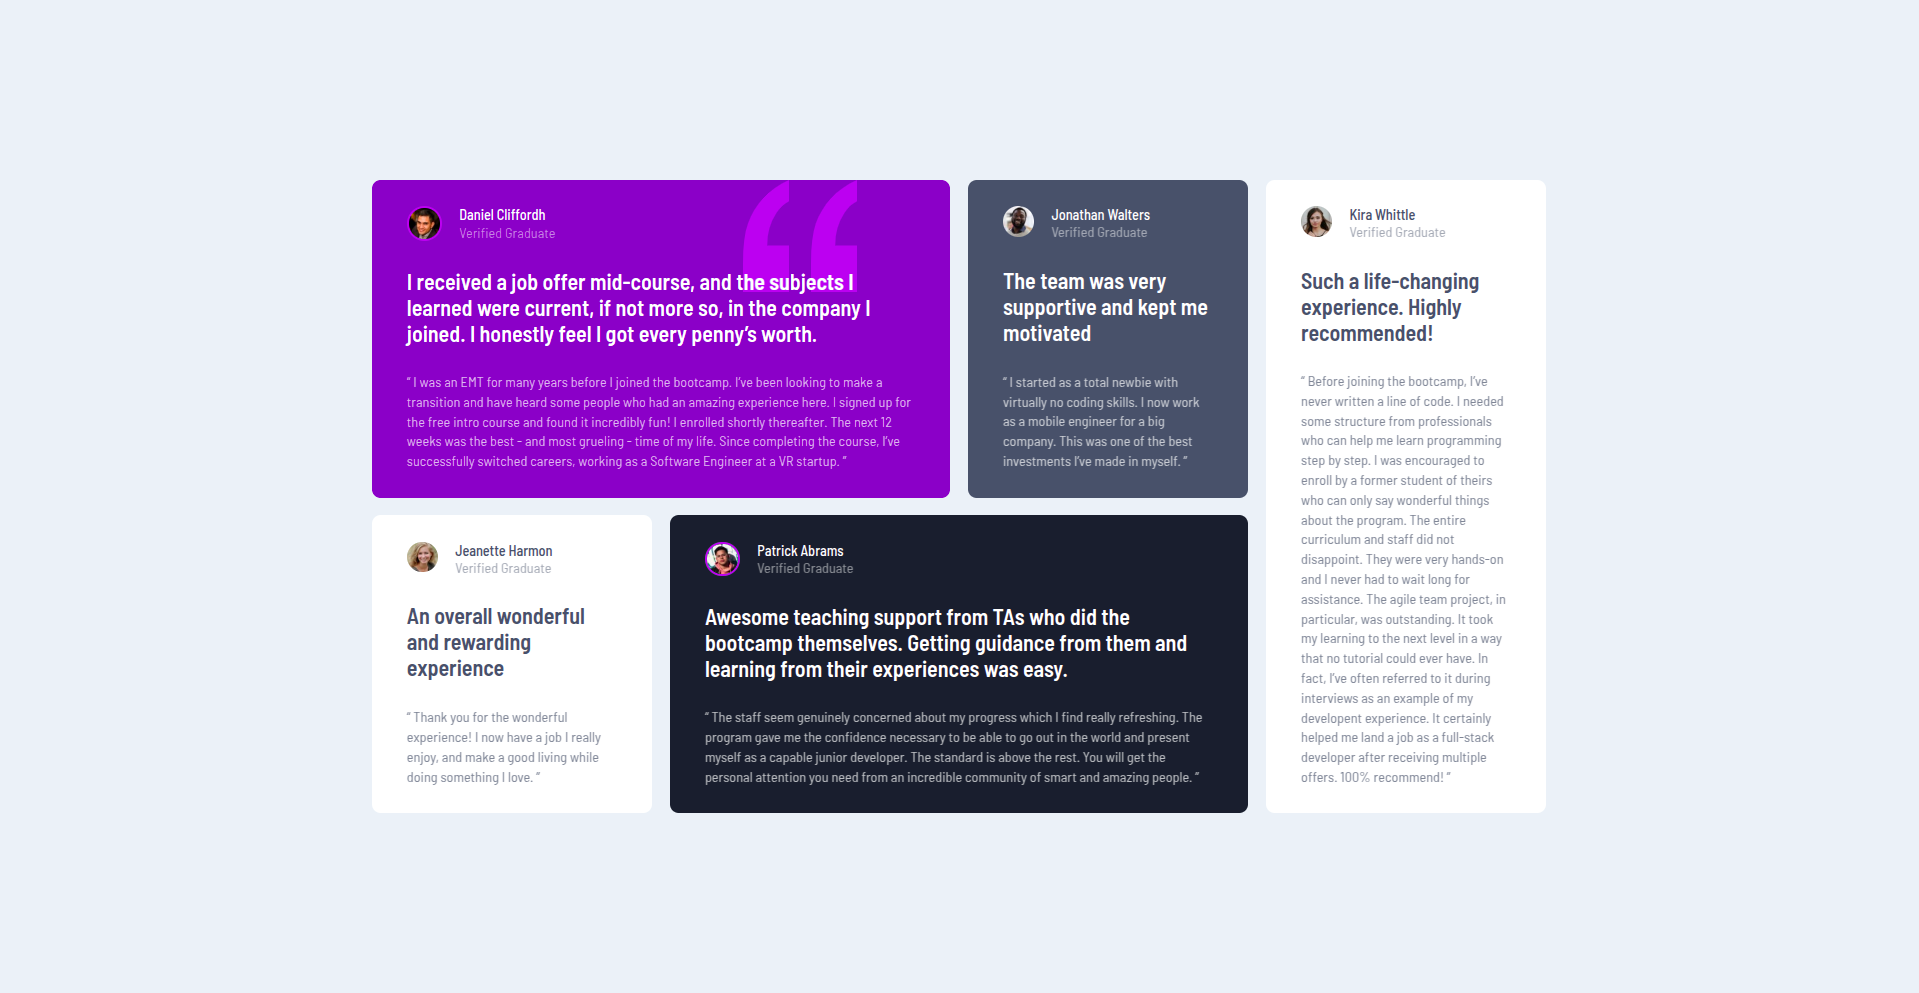 Daniel Cliffordh
Verified Graduate
I received a job offer mid-course, and the subjects I
learned were current, if not more so, in the company I
joined. I honestly feel I got every penny’s worth.
“ I was an EMT for many years before I joined the bootcamp. I’ve been looking to make a
transition and have heard some people who had an amazing experience here. I signed up for
the free intro course and found it incredibly fun! I enrolled shortly thereafter. The next 12
weeks was the best - and most grueling - time of my life. Since completing the course, I’ve
successfully switched careers, working as a Software Engineer at a VR startup. ”
Jonathan Walters
Verified Graduate
The team was very
supportive and kept me
motivated
“ I started as a total newbie with
virtually no coding skills. I now work
as a mobile engineer for a big
company. This was one of the best
investments I’ve made in myself. ”
Kira Whittle
Verified Graduate
Such a life-changing
experience. Highly
recommended!
“ Before joining the bootcamp, I’ve
never written a line of code. I needed
some structure from professionals
who can help me learn programming
step by step. I was encouraged to
enroll by a former student of theirs
who can only say wonderful things
about the program. The entire
curriculum and staff did not
disappoint. They were very hands-on
and I never had to wait long for
assistance. The agile team project, in
particular, was outstanding. It took
my learning to the next level in a way
that no tutorial could ever have. In
fact, I’ve often referred to it during
interviews as an example of my
developent experience. It certainly
helped me land a job as a full-stack
developer after receiving multiple
offers. 100% recommend! ”
Jeanette Harmon
Verified Graduate
An overall wonderful
and rewarding
experience
“ Thank you for the wonderful
experience! I now have a job I really
enjoy, and make a good living while
doing something I love. ”
Patrick Abrams
Verified Graduate
Awesome teaching support from TAs who did the
bootcamp themselves. Getting guidance from them and
learning from their experiences was easy.
“ The staff seem genuinely concerned about my progress which I find really refreshing. The
program gave me the confidence necessary to be able to go out in the world and present
myself as a capable junior developer. The standard is above the rest. You will get the
personal attention you need from an incredible community of smart and amazing people. ”